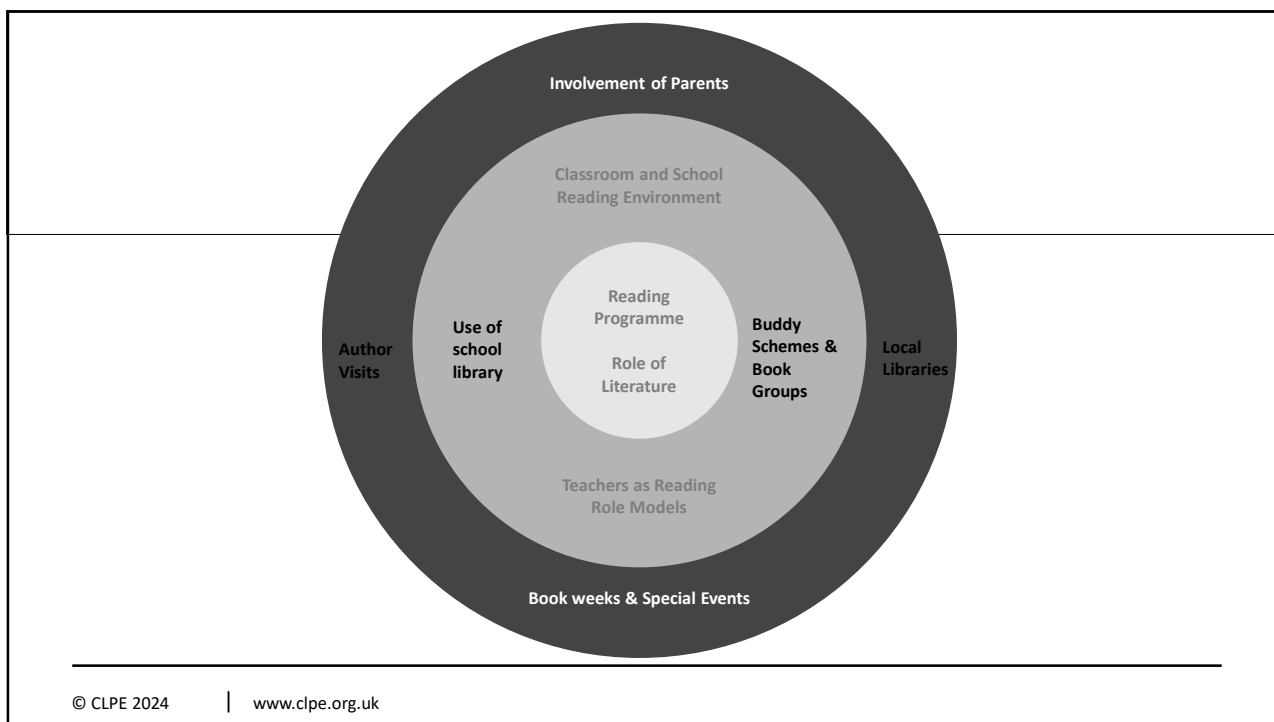 Involvement of Parents
Classroom and School
Reading Environment
Reading
Programme
Role of
Literature
Author
Visits
Use of
school
library
Buddy
Schemes &
Book
Groups
Local
Libraries
Teachers as Reading
Role Models
Book weeks & Special Events
© CLPE 2024 | www.clpe.org.uk